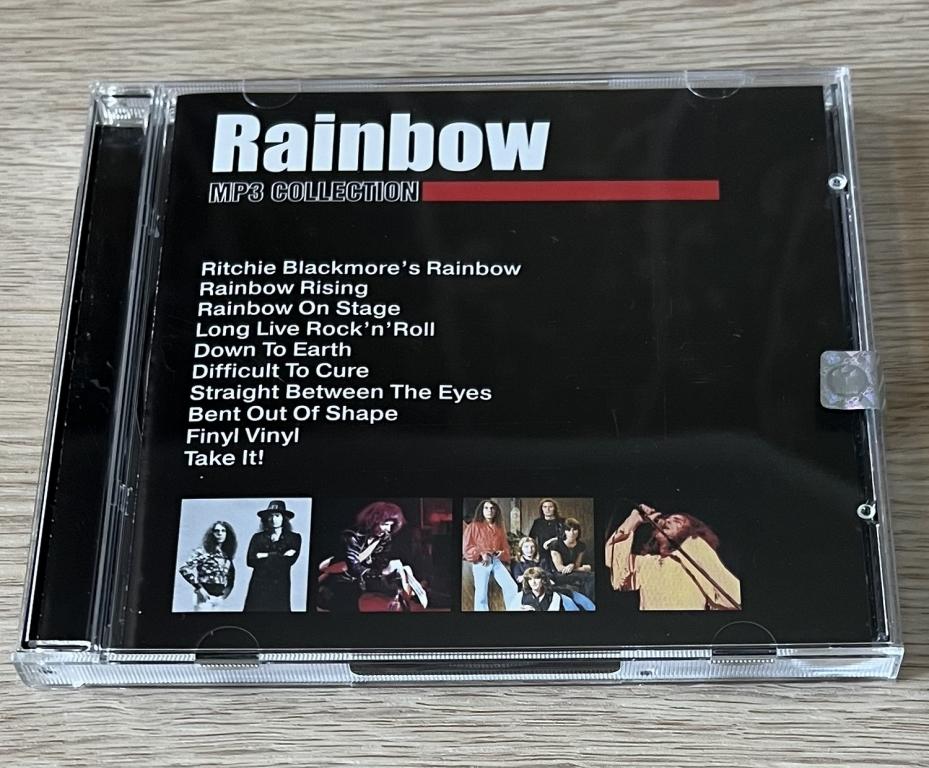 Rainbow
MP3 COLLECTION
Ritchie Blackmore's Rainbow
Rainbow Rising
Rainbow On Stage
Long Live Rock'n'Roll
Down To Earth
Difficult To Cure
Straight Between The Eyes
Bent Out Of Shape
Finyl Vinyl
Take It!